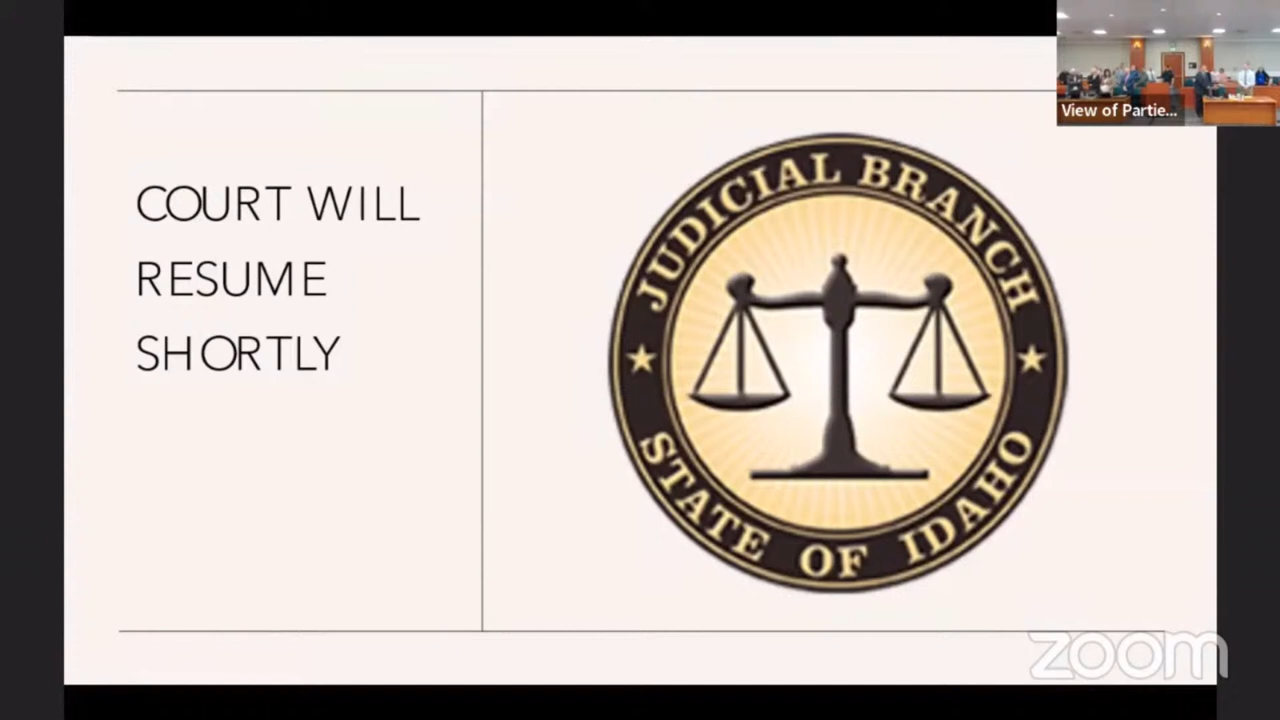 COURT WILL
RESUME
SHORTLY
JUDICIAL BRANCH
STATE OF IDAHO
View of Partie...
zoom